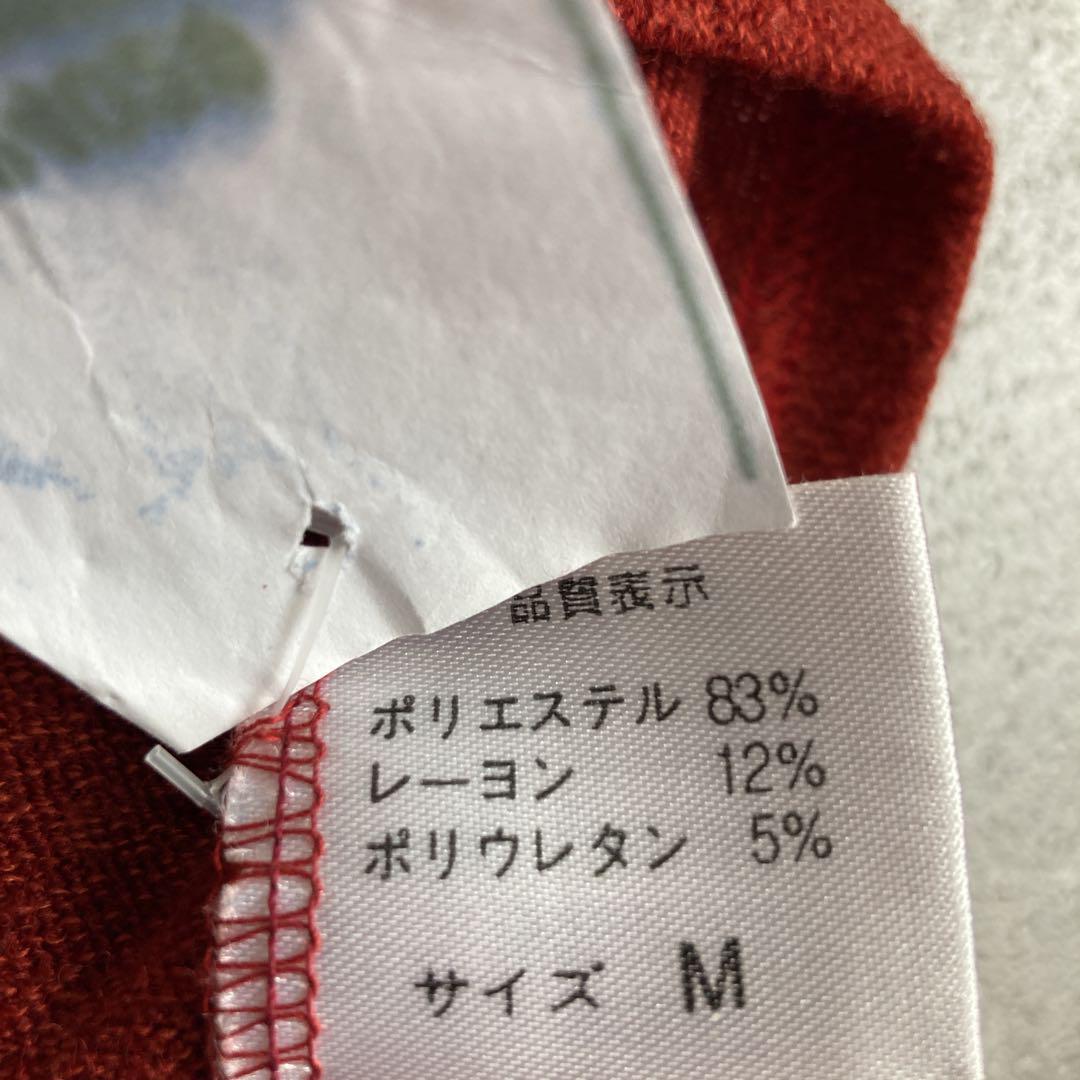 品質表示
ポリエステル 83%
レーヨン 12%
ポリウレタン 5%
サイズ M